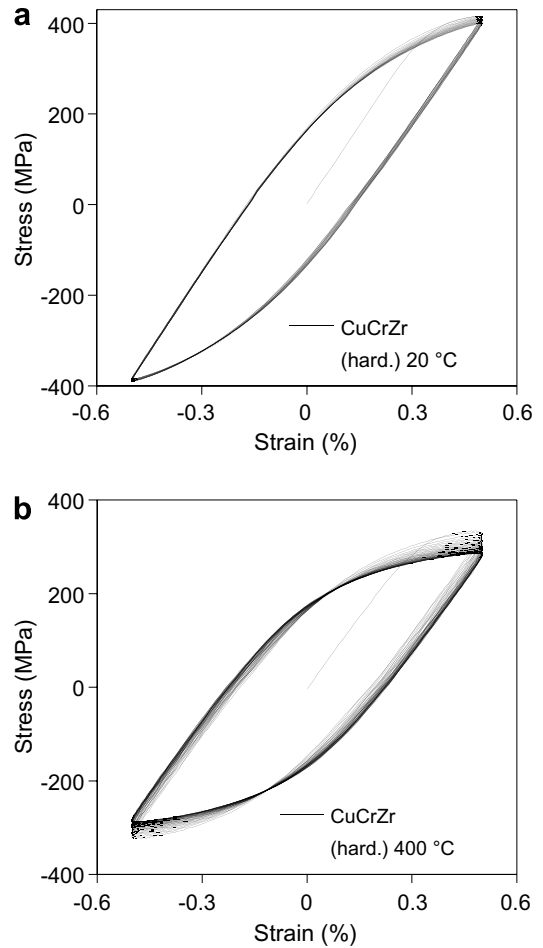 a
400
200
0
-200
-400
-0.6
-0.3
0
0.3
0.6
Stress (MPa)
Strain (%)
CuCrZr
(hard.) 20 °C
b
400
200
0
-200
-400
-0.6
-0.3
0
0.3
0.6
Stress (MPa)
Strain (%)
CuCrZr
(hard.) 400 °C